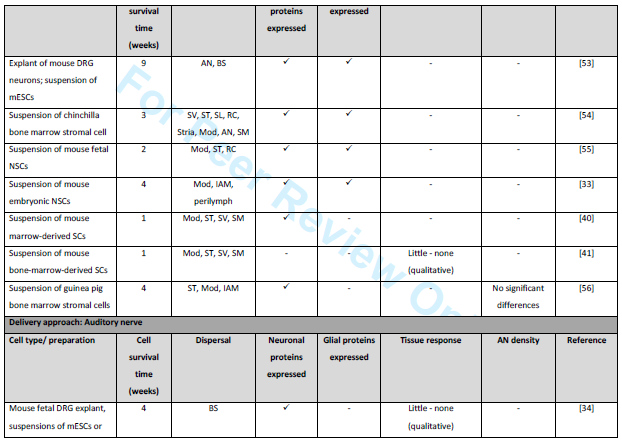 survival proteins expressed
time expressed
(weeks)
Explant of mouse DRG 9 AN, BS ✓ ✓ - - [53]
neurons; suspension of
mESCs
Suspension of chinchilla 3 SV, ST, SL, RC, ✓ ✓ - - [54]
bone marrow stromal cell Stria, Mod, AN, SM
Suspension of mouse fetal 2 Mod, ST, RC ✓ ✓ - - [55]
NSCs
Suspension of mouse 4 Mod, IAM, ✓ ✓ - - [33]
embryonic NSCs perilymph
Suspension of mouse 1 Mod, ST, SV, SM ✓ - - - [40]
marrow-derived SCs
Suspension of mouse 1 Mod, ST, SV, SM - - Little - none - [41]
bone-marrow-derived SCs (qualitative)
Suspension of guinea pig 4 ST, Mod, IAM ✓ - - No significant [56]
bone marrow stromal cells differences
Delivery approach: Auditory nerve
Cell type/ preparation Cell Dispersal Neuronal Glial proteins Tissue response AN density Reference
survival proteins expressed
time expressed
(weeks)
Mouse fetal DRG explant, 4 BS ✓ - Little - none - [34]
suspensions of mESCs or (qualitative)
For Peer Review On